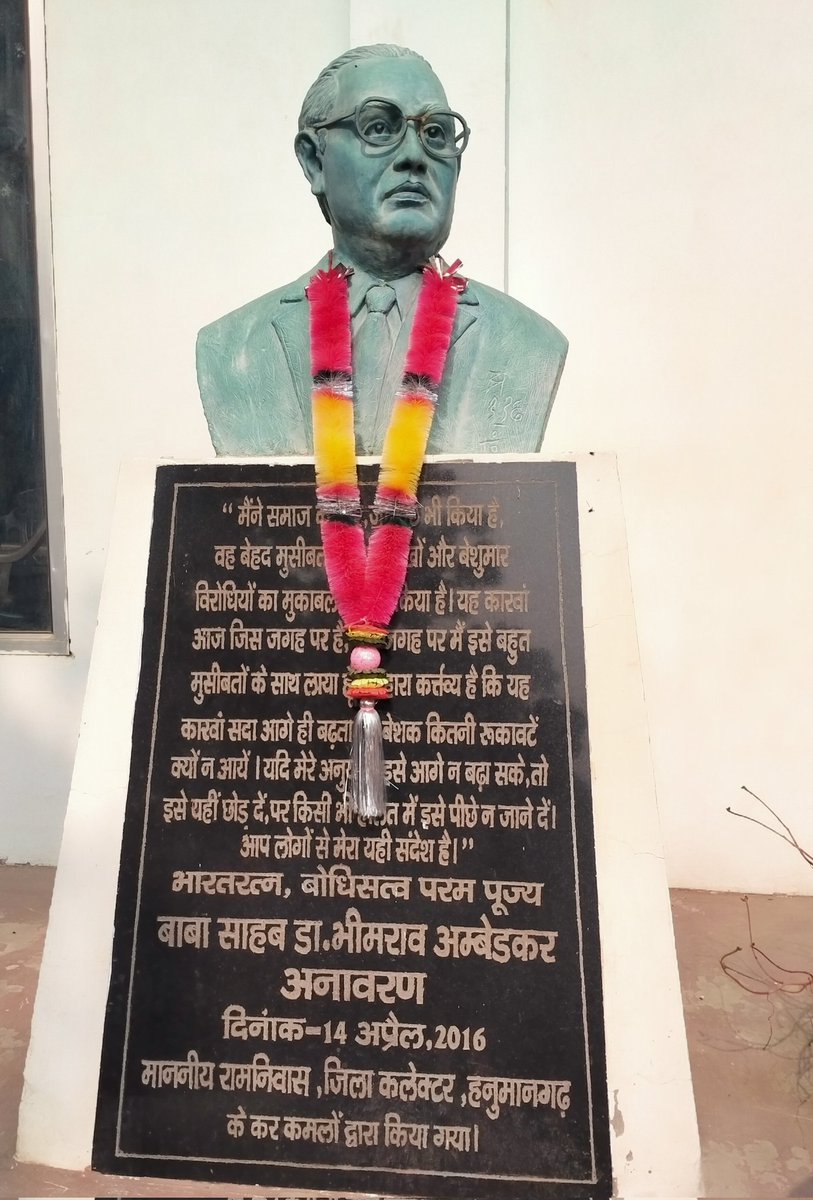 “ मैंने समाज भी किया है,
वह बेहद मुसीबत और बेशुमार
विरोधियों का मुकाबल किया है। यह कारवां
आज जिस जगह पर है, जगह पर मैं इसे बहुत
मुसीबतों के साथ लाया कर्त्तव्य है कि यह
कारवां सदा आगे ही बढ़ता बेशक कितनी रूकावटें
क्यों न आयें । यदि मेरे इसे आगे न बढ़ा सके, तो
इसे यहीं छोड़ दें, पर किसी में इसे पीछे न जाने दें।
आप लोगों से मेरा यही संदेश है।”
भारतरत्न, बोधिसत्व परम पूज्य
बाबा साहब डा.भीमराव अम्बेडकर
अनावरण
दिनांक-14 अप्रैल,2016
माननीय रामनिवास ,जिला कलेक्टर ,हनुमानगढ़
के कर कमलों द्वारा किया गया।